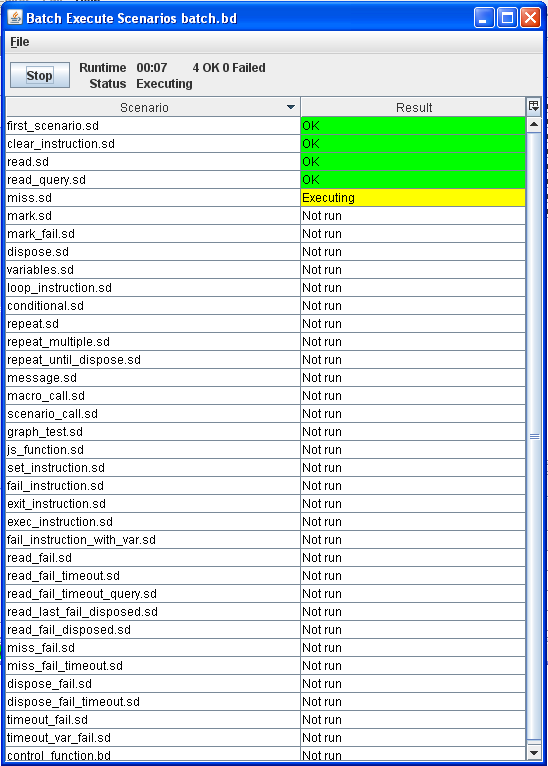 Batch Execute Scenarios batch.bd
File
Stop Runtime 00:07 4 OK 0 Failed
Status Executing
Scenario Result
first_scenario.sd OK
clear_instruction.sd OK
read.sd OK
read_query.sd OK
miss.sd Executing
mark.sd Not run
mark_fail.sd Not run
dispose.sd Not run
variables.sd Not run
loop_instruction.sd Not run
conditional.sd Not run
repeat.sd Not run
repeat_multiple.sd Not run
repeat_until_dispose.sd Not run
message.sd Not run
macro_call.sd Not run
scenario_call.sd Not run
graph_test.sd Not run
js_function.sd Not run
set_instruction.sd Not run
fail_instruction.sd Not run
exit_instruction.sd Not run
exec_instruction.sd Not run
fail_instruction_with_var.sd Not run
read_fail.sd Not run
read_fail_timeout.sd Not run
read_fail_timeout_query.sd Not run
read_last_fail_disposed.sd Not run
read_fail_disposed.sd Not run
miss_fail.sd Not run
miss_fail_timeout.sd Not run
dispose_fail.sd Not run
dispose_fail_timeout.sd Not run
timeout_fail.sd Not run
timeout_var_fail.sd Not run
control_function.bd Not run